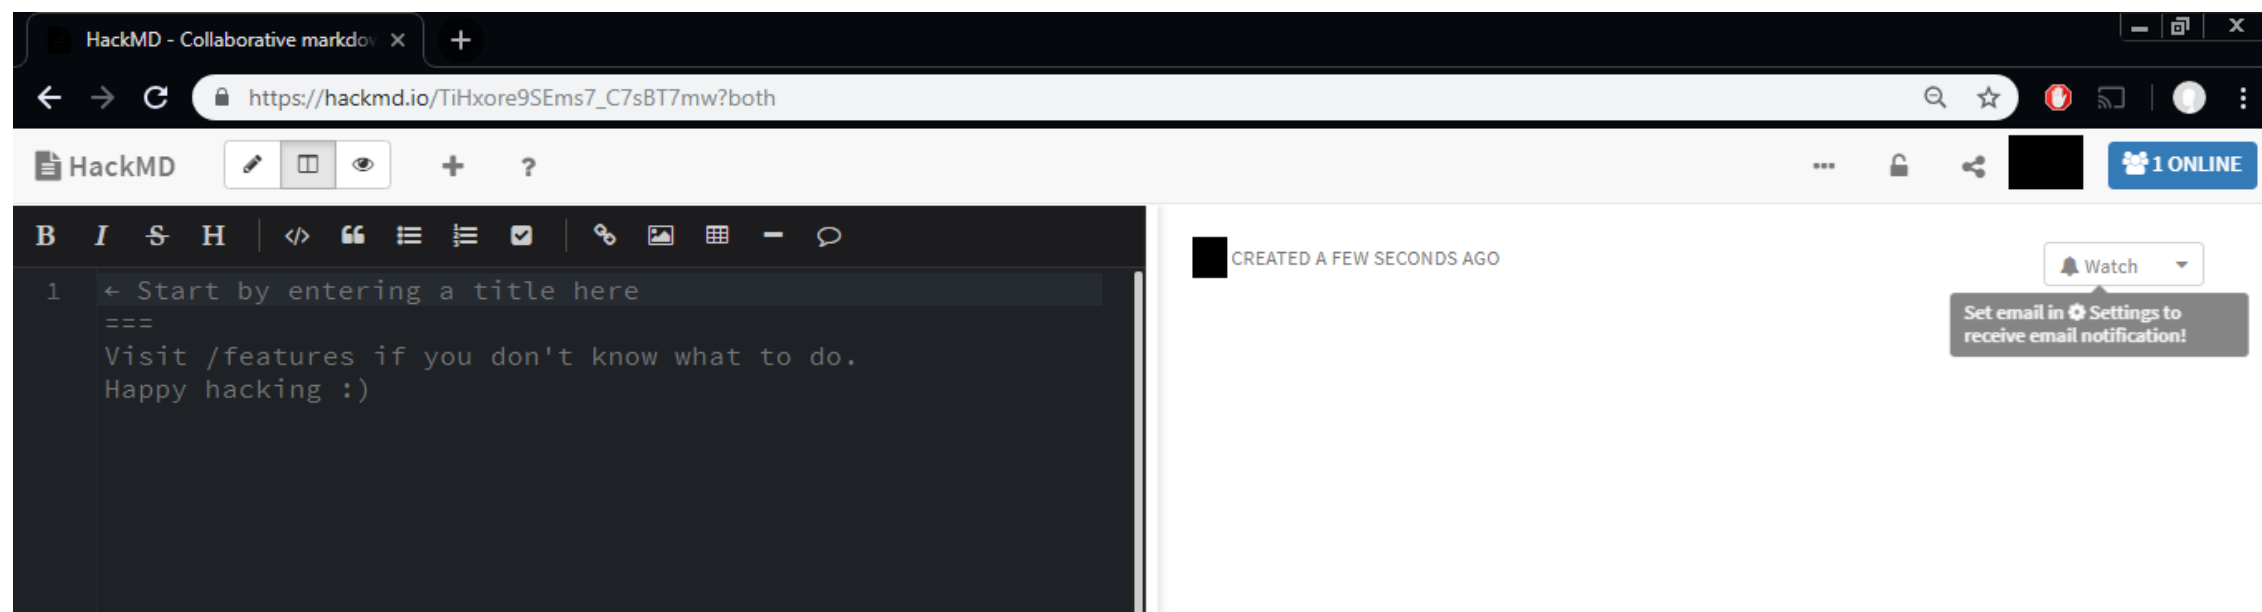 HackMD - Collaborative markdov
https://hackmd.io/TiHxore9SEms7_C7sBT7mw?both
HackMD
?
1 ONLINE
B I S H
CREATED A FEW SECONDS AGO
Watch
Set email in Settings to
receive email notification!
1 ← Start by entering a title here
===
Visit /features if you don't know what to do.
Happy hacking :)